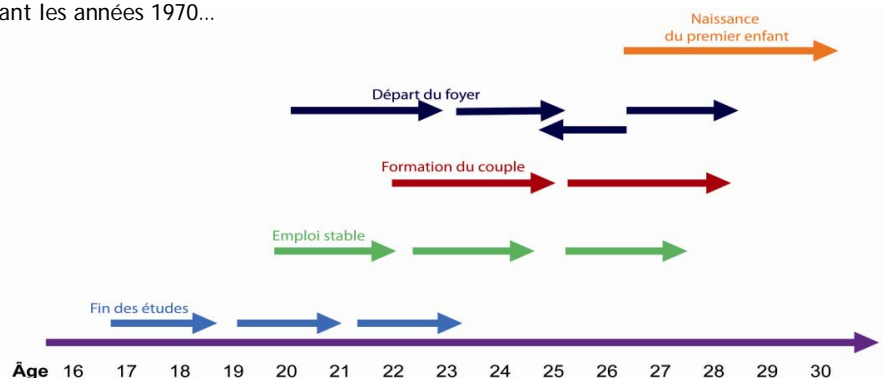 ant les années 1970...
Naissance
du premier enfant
Départ du foyer
Formation du couple
Emploi stable
Fin des études
Âge 16 17 18 19 20 21 22 23 24 25 26 27 28 29 30